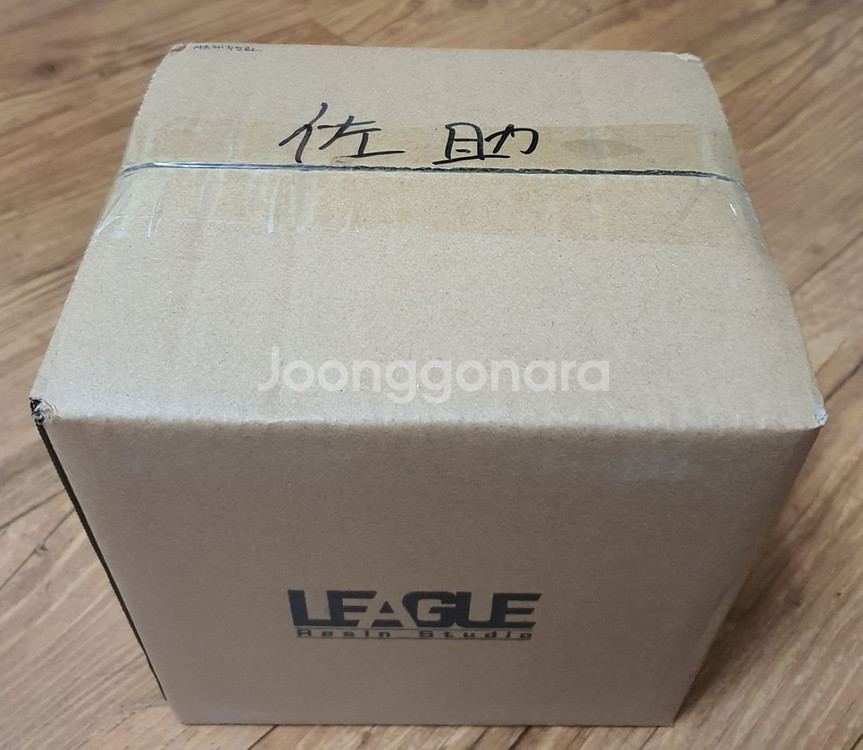 佐助
Joonggonara
LEAGUE
Resin Studio